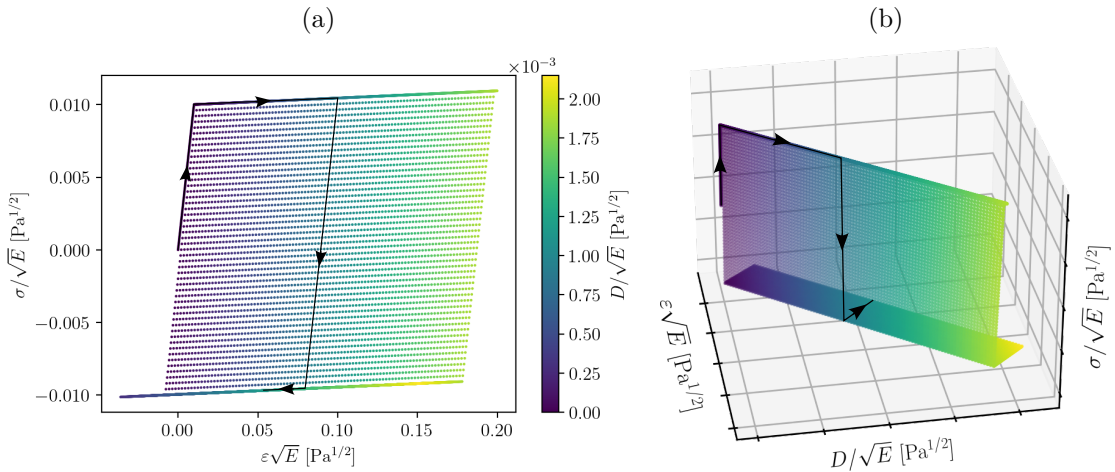 (a)
(b)
×10⁻³
0.010
0.005
0.000
−0.005
−0.010
σ/√E [Pa^{1/2}]
0.00 0.05 0.10 0.15 0.20
ε√E [Pa^{1/2}]
2.00
1.75
1.50
1.25
1.00
0.75
0.50
0.25
0.00
D/√E [Pa^{1/2}]
ε√E [Pa^{1/2}]
D/√E [Pa^{1/2}]
σ/√E [Pa^{1/2}]